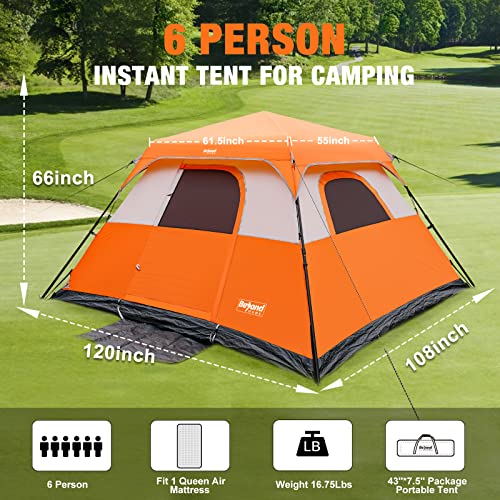 6 PERSON
INSTANT TENT FOR CAMPING
61.5inch
55inch
66inch
Beyond
120inch
108inch
LB
6 Person
Fit 1 Queen Air
Mattress
Weight 16.75Lbs
43"*7.5" Package
Portable Tent